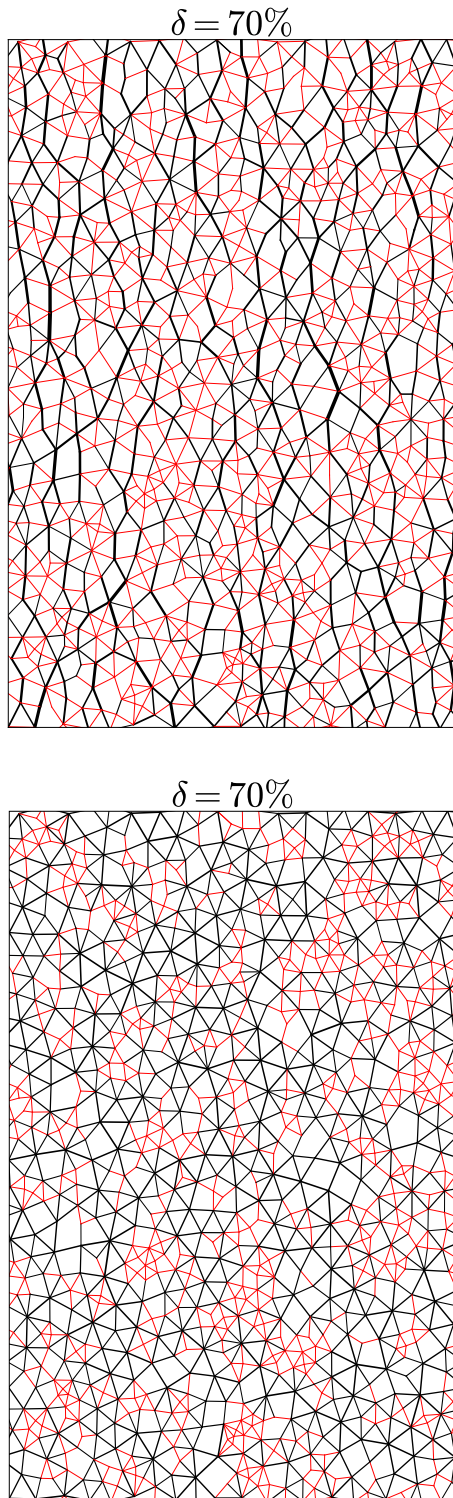 δ = 70%
δ = 70%